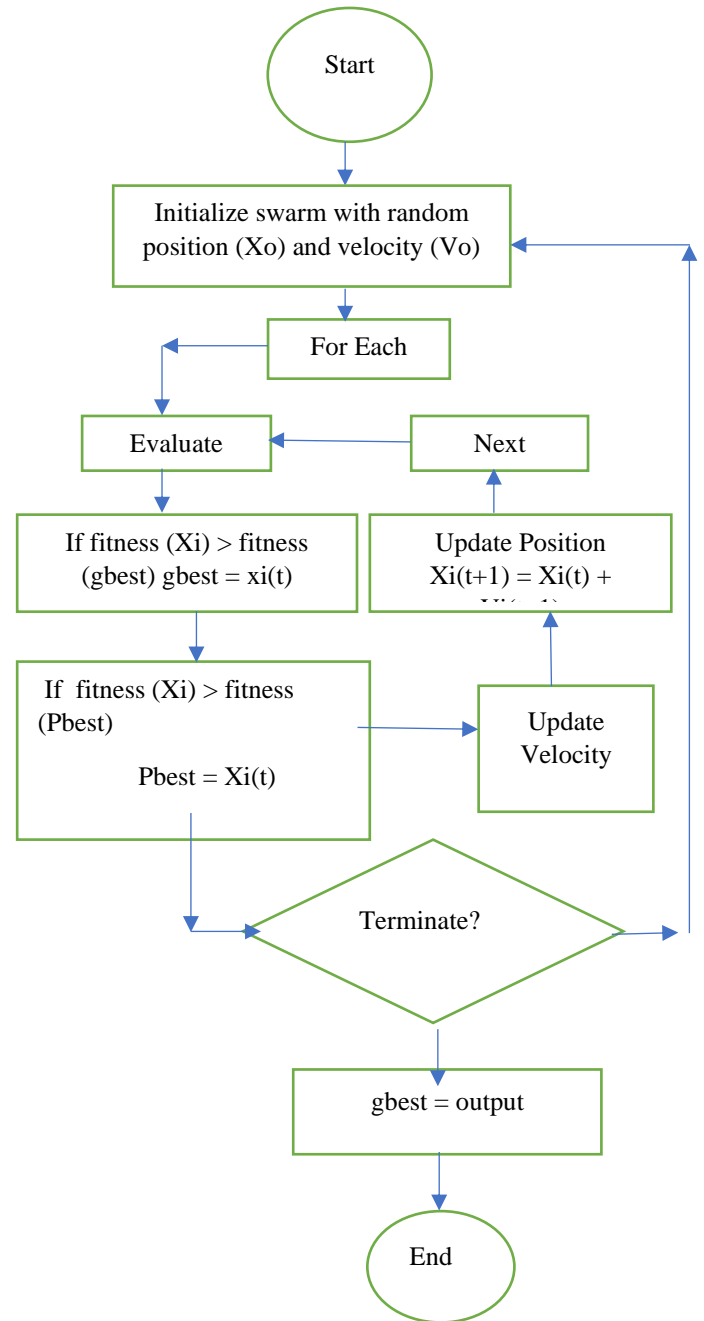 Start
Initialize swarm with random
position (Xo) and velocity (Vo)
For Each
Evaluate
Next
If fitness (Xi) > fitness
(gbest) gbest = xi(t)
Update Position
Xi(t+1) = Xi(t) +
If fitness (Xi) > fitness
(Pbest)
Pbest = Xi(t)
Update
Velocity
Terminate?
gbest = output
End